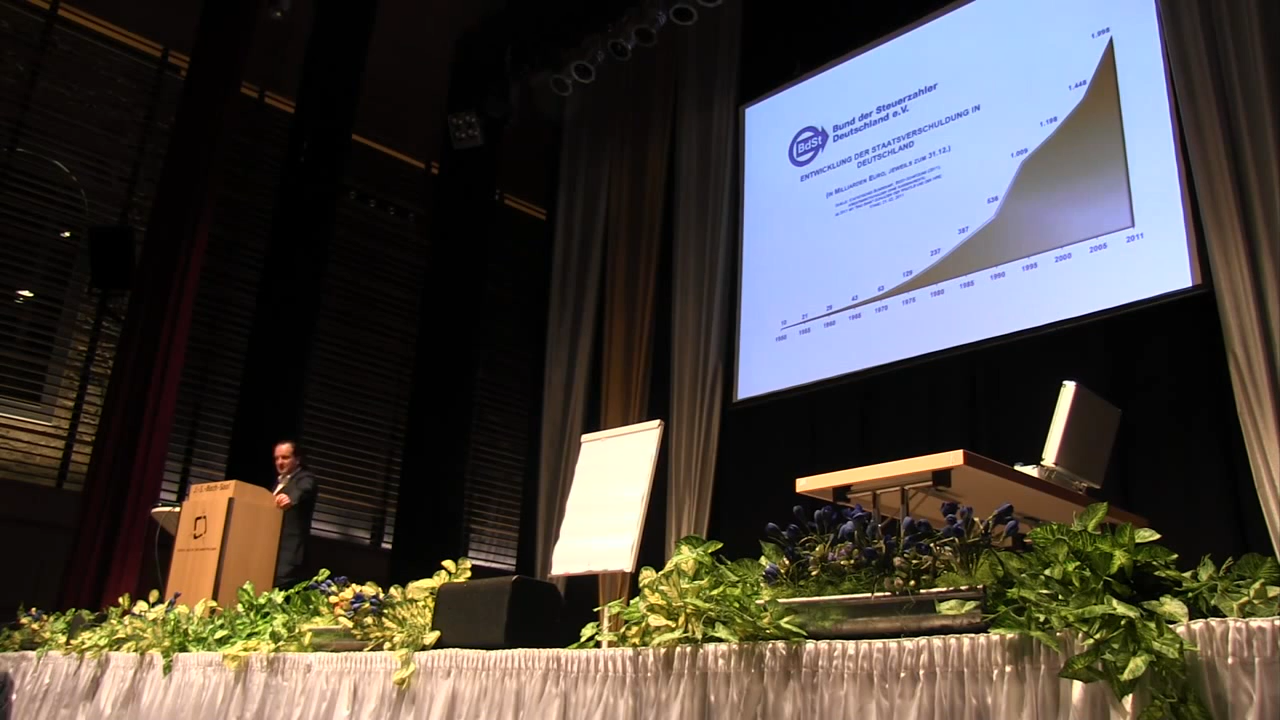 Bund der Steuerzahler
Deutschland e.V.
BdSt
ENTWICKLUNG DER STAATSVERSCHULDUNG IN
DEUTSCHLAND
(IN MILLIARDEN EURO, JEWEILS ZUM 31.12.)
1.998
1.448
1.198
1.009
536
387
237
129
63
43
29
21
10
1950 1955 1960 1965 1970 1975 1980 1985 1990 1995 2000 2005 2011